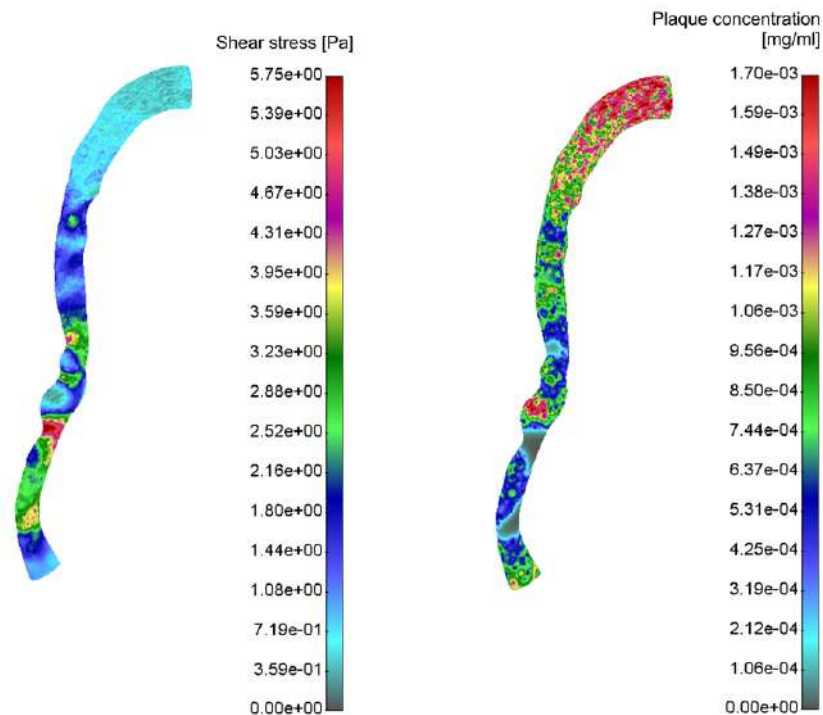 Shear stress [Pa]
5.75e+00
5.39e+00
5.03e+00
4.67e+00
4.31e+00
3.95e+00
3.59e+00
3.23e+00
2.88e+00
2.52e+00
2.16e+00
1.80e+00
1.44e+00
1.08e+00
7.19e-01
3.59e-01
0.00e+00
Plaque concentration
[mg/ml]
1.70e-03
1.59e-03
1.49e-03
1.38e-03
1.27e-03
1.17e-03
1.06e-03
9.56e-04
8.50e-04
7.44e-04
6.37e-04
5.31e-04
4.25e-04
3.19e-04
2.12e-04
1.06e-04
0.00e+00